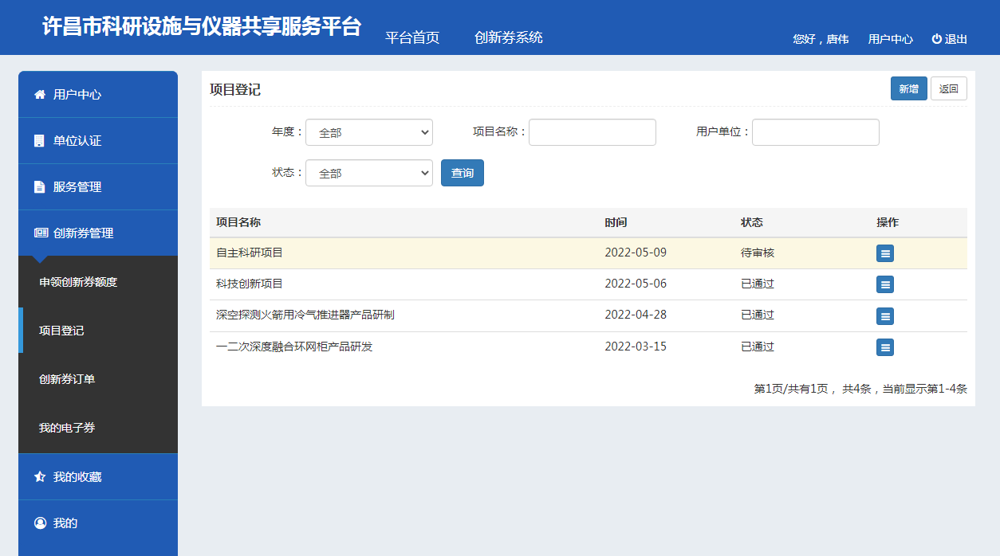 许昌市科研设施与仪器共享服务平台
平台首页 创新券系统
您好，唐伟 用户中心 退出
用户中心
单位认证
服务管理
创新券管理
申领创新券额度
项目登记
创新券订单
我的电子券
我的收藏
我的
项目登记
新增 返回
年度： 全部 项目名称： 用户单位：
状态： 全部 查询
项目名称 时间 状态 操作
自主科研项目 2022-05-09 待审核
科技创新项目 2022-05-06 已通过
深空探测火箭用冷气推进器产品研制 2022-04-28 已通过
一二次深度融合环网柜产品研发 2022-03-15 已通过
第1页/共有1页， 共4条，当前显示第1-4条